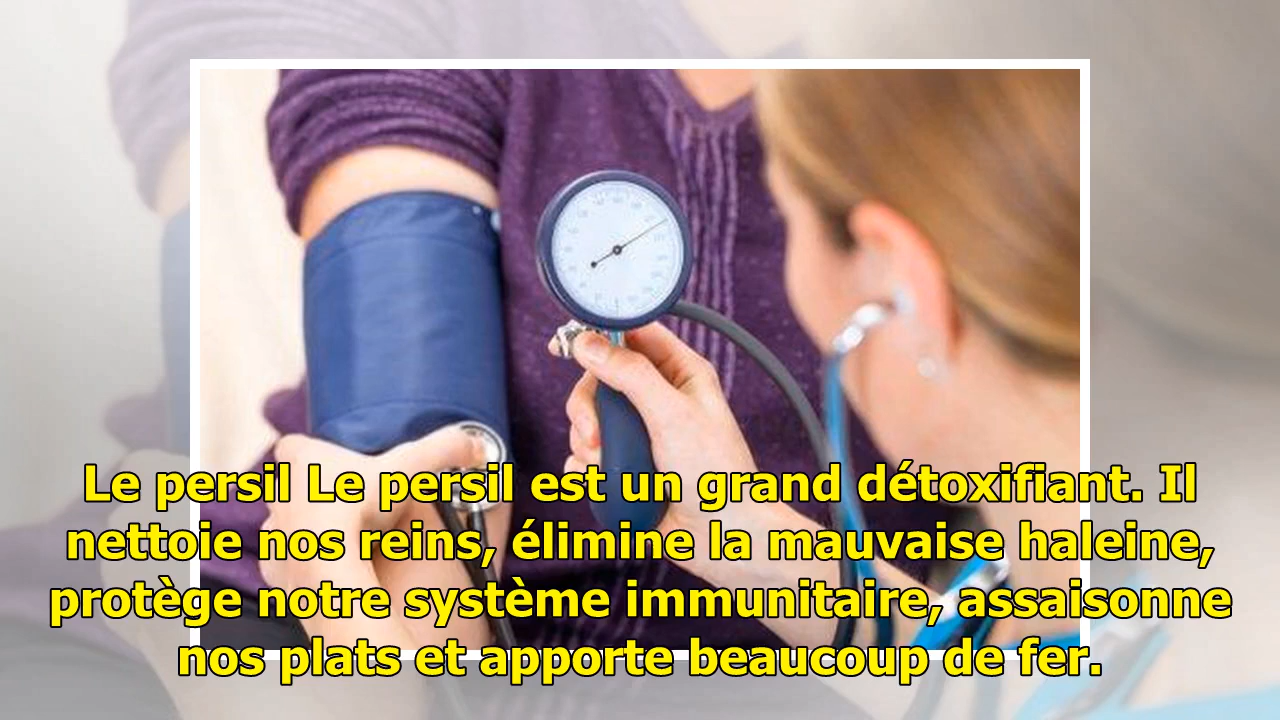 Le persil Le persil est un grand détoxifiant. Il
nettoie nos reins, élimine la mauvaise haleine,
protège notre système immunitaire, assaisonne
nos plats et apporte beaucoup de fer.